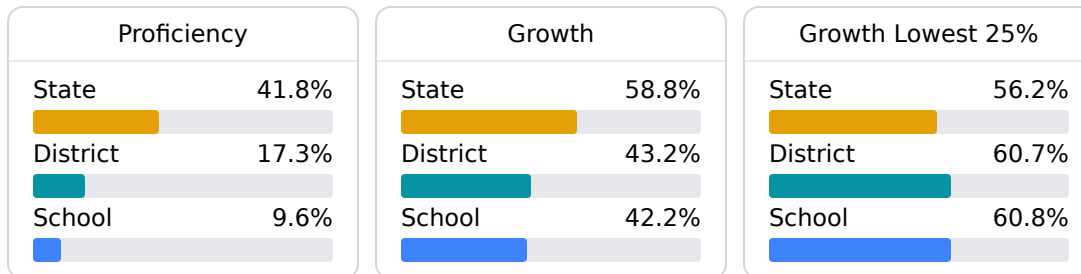 Proficiency
State 41.8%
District 17.3%
School 9.6%
Growth
State 58.8%
District 43.2%
School 42.2%
Growth Lowest 25%
State 56.2%
District 60.7%
School 60.8%